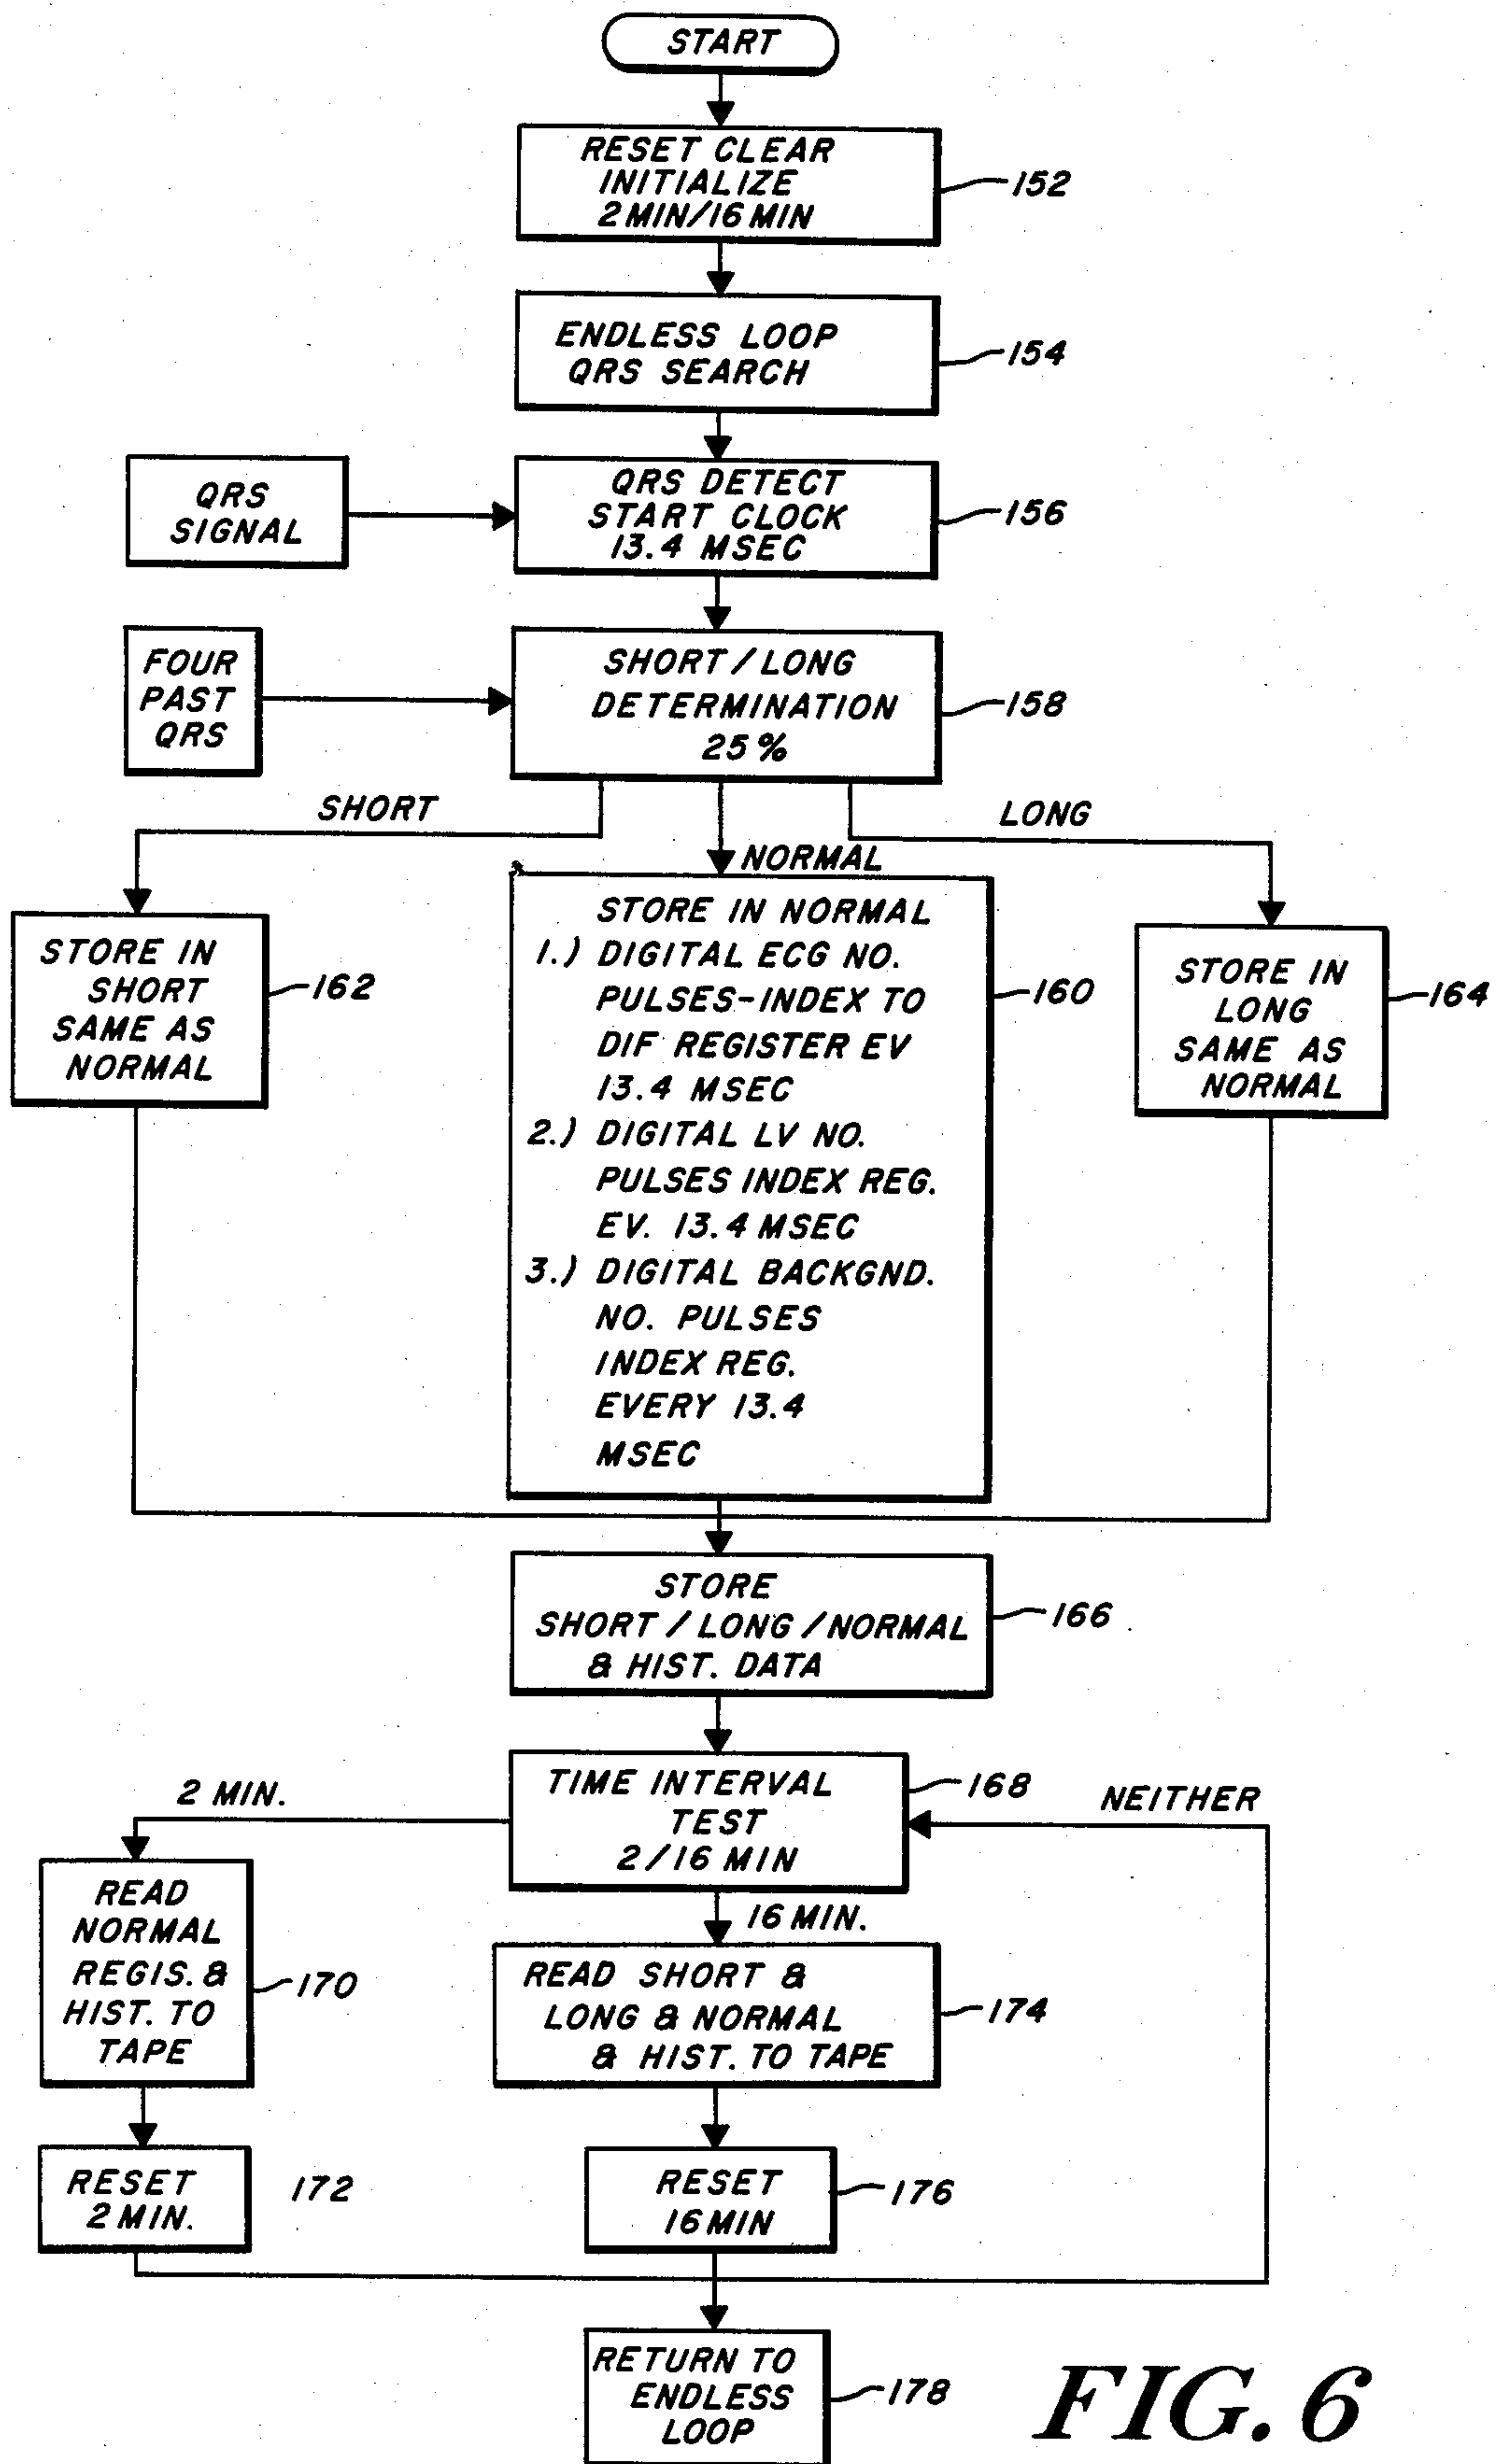 START
RESET CLEAR
INITIALIZE
2 MIN/16 MIN
152
ENDLESS LOOP
QRS SEARCH
154
QRS
SIGNAL
QRS DETECT
START CLOCK
13.4 MSEC
156
FOUR
PAST
QRS
SHORT / LONG
DETERMINATION
25%
158
SHORT
NORMAL
LONG
STORE IN
SHORT
SAME AS
NORMAL
162
STORE IN NORMAL
1.) DIGITAL ECG NO.
PULSES-INDEX TO
DIF REGISTER EV
13.4 MSEC
2.) DIGITAL LV NO.
PULSES INDEX REG.
EV. 13.4 MSEC
3.) DIGITAL BACKGND.
NO. PULSES
INDEX REG.
EVERY 13.4
MSEC
160
STORE IN
LONG
SAME AS
NORMAL
164
STORE
SHORT / LONG / NORMAL
& HIST. DATA
166
2 MIN.
TIME INTERVAL
TEST
2/16 MIN
168
NEITHER
16 MIN.
READ
NORMAL
REGIS. &
HIST. TO
TAPE
170
READ SHORT &
LONG & NORMAL
& HIST. TO TAPE
174
RESET
2 MIN.
172
RESET
16 MIN
176
RETURN TO
ENDLESS
LOOP
178
FIG. 6